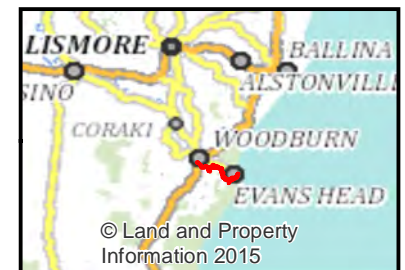 LISMORE
BALLINA
ALSTONVILL
SINO
CORAKI
WOODBURN
EVANS HEAD
© Land and Property
Information 2015